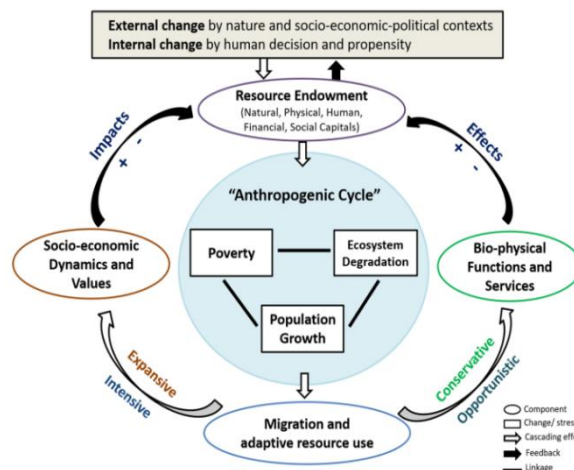 External change by nature and socio-economic-political contexts
Internal change by human decision and propensity
Resource Endowment
(Natural, Physical, Human,
Financial, Social Capitals)
Impacts
+ -
Effects
+ -
"Anthropogenic Cycle"
Poverty
Ecosystem
Degradation
Population
Growth
Socio-economic
Dynamics and
Values
Bio-physical
Functions and
Services
Expansive
Intensive
Conservative
Opportunistic
Migration and
adaptive resource use
Component
Change/ stres
Cascading effe
Feedback
Linkage